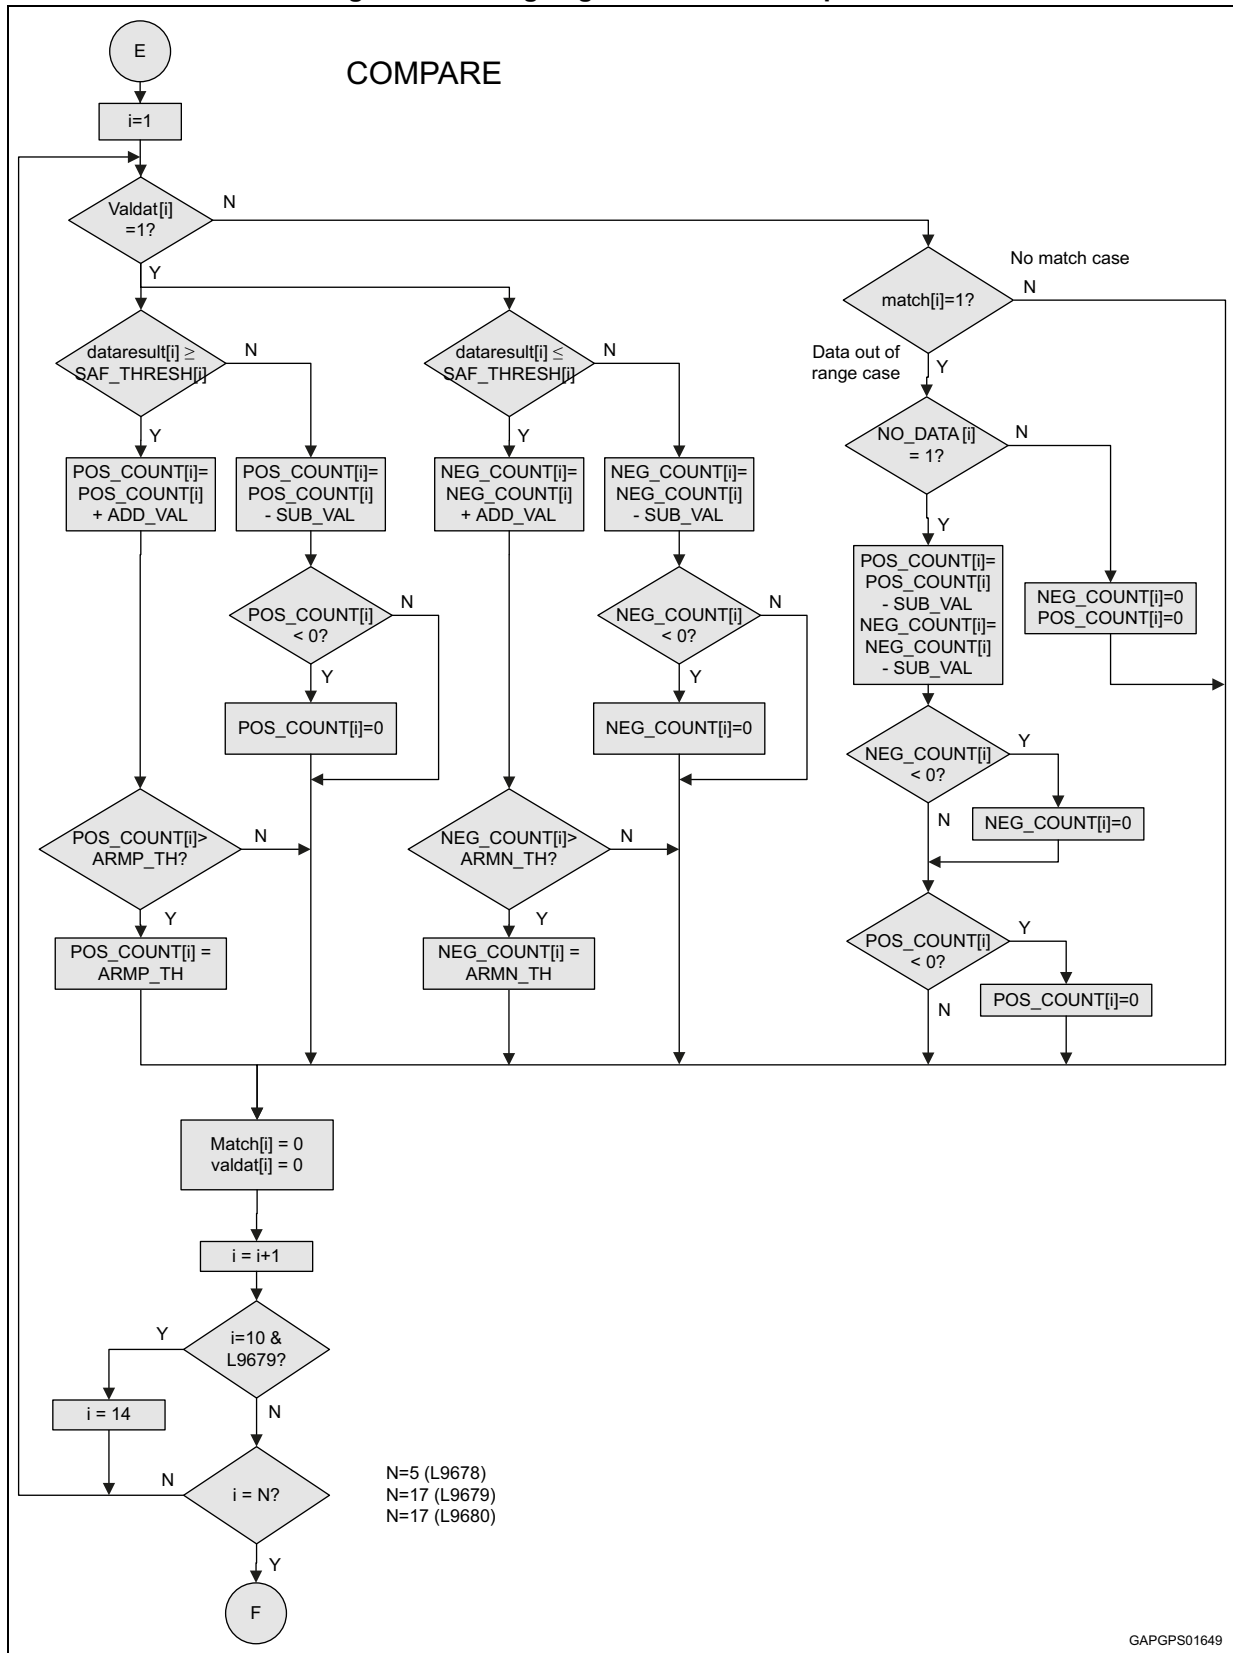 E
COMPARE
i=1
Valdat[i]
=1?
N
Y
No match case
match[i]=1?
N
Data out of
range case
Y
dataresult[i] ≥
SAF_THRESH[i]
N
Y
dataresult[i] ≤
SAF_THRESH[i]
N
Y
NO_DATA [i]
= 1?
N
Y
POS_COUNT[i]=
POS_COUNT[i]
+ ADD_VAL
POS_COUNT[i]=
POS_COUNT[i]
- SUB_VAL
NEG_COUNT[i]=
NEG_COUNT[i]
+ ADD_VAL
NEG_COUNT[i]=
NEG_COUNT[i]
- SUB_VAL
POS_COUNT[i]=
POS_COUNT[i]
- SUB_VAL
NEG_COUNT[i]=
NEG_COUNT[i]
- SUB_VAL
NEG_COUNT[i]=0
POS_COUNT[i]=0
POS_COUNT[i]
< 0?
N
Y
NEG_COUNT[i]
< 0?
N
Y
POS_COUNT[i]=0
NEG_COUNT[i]=0
NEG_COUNT[i]
< 0?
Y
N
NEG_COUNT[i]=0
POS_COUNT[i]>
ARMP_TH?
N
Y
NEG_COUNT[i]>
ARMN_TH?
N
Y
POS_COUNT[i] =
ARMP_TH
NEG_COUNT[i] =
ARMN_TH
POS_COUNT[i]
< 0?
Y
N
POS_COUNT[i]=0
Match[i] = 0
valdat[i] = 0
i = i+1
i=10 &
L9679?
Y
N
i = 14
i = N?
N
Y
N=5 (L9678)
N=17 (L9679)
N=17 (L9680)
F
GAPGPS01649